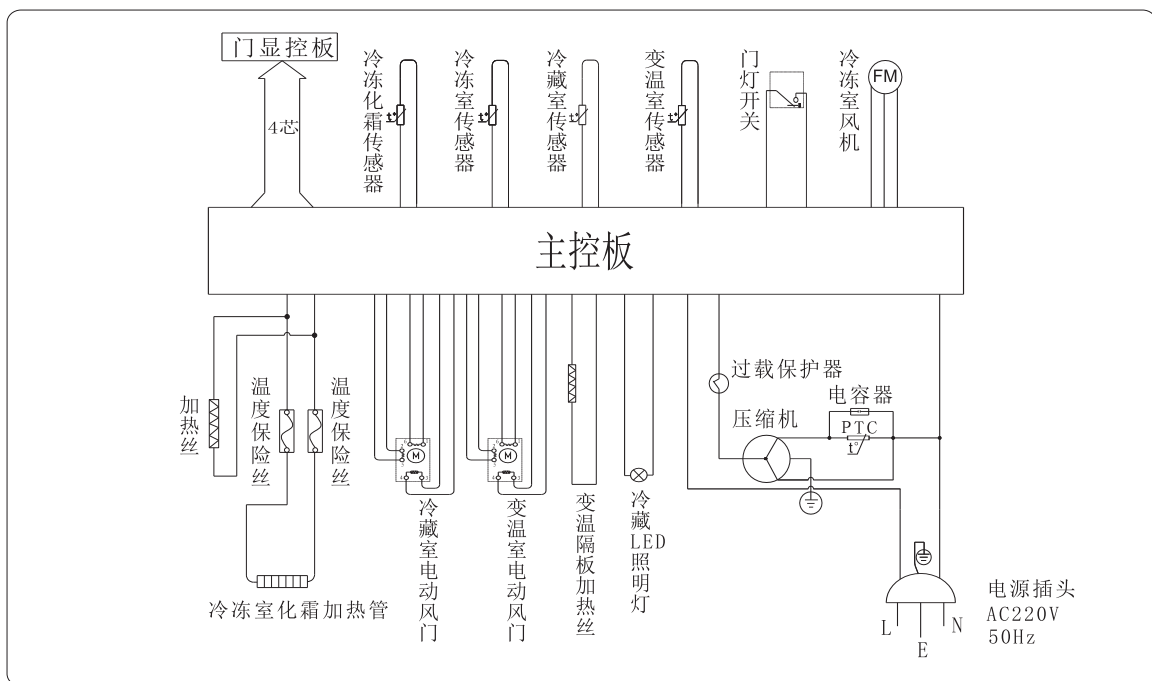 门显控板
4芯
冷冻化霜传感器
t°
冷冻室传感器
t°
冷藏室传感器
t°
变温室传感器
t°
门灯开关
冷冻室风机
FM
主控板
加热丝
温度保险丝
温度保险丝
冷冻室化霜加热管
M
冷藏室电动风门
M
变温室电动风门
变温隔板加热丝
冷藏LED照明灯
过载保护器
压缩机
电容器
PTC
t°
L
E
N
电源插头
AC220V
50Hz